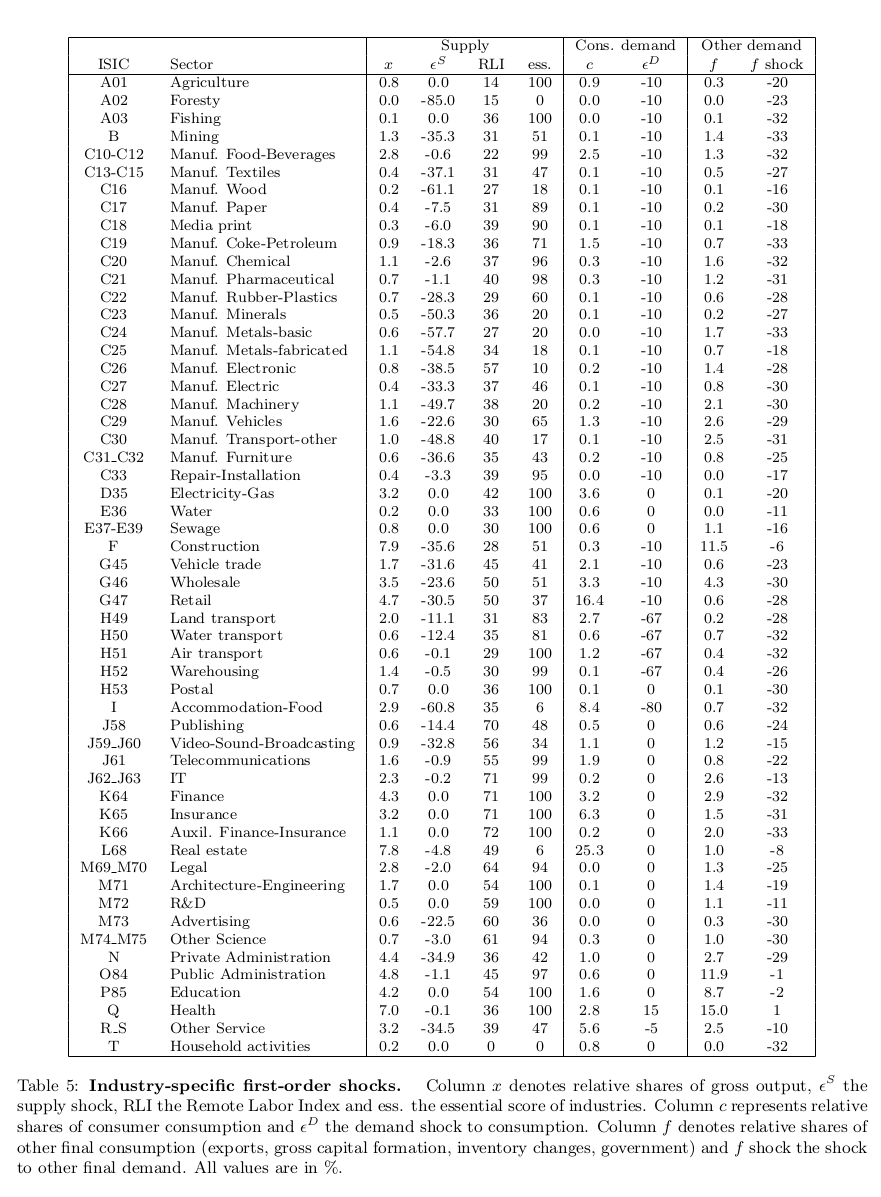 Supply Cons. demand Other demand
ISIC Sector x ϵ^S RLI ess. c ϵ^D f f shock
A01 Agriculture 0.8 0.0 14 100 0.9 -10 0.3 -20
A02 Foresty 0.0 -85.0 15 0 0.0 -10 0.0 -23
A03 Fishing 0.1 0.0 36 100 0.0 -10 0.1 -32
B Mining 1.3 -35.3 31 51 0.1 -10 1.4 -33
C10-C12 Manuf. Food-Beverages 2.8 -0.6 22 99 2.5 -10 1.3 -32
C13-C15 Manuf. Textiles 0.4 -37.1 31 47 0.1 -10 0.5 -27
C16 Manuf. Wood 0.2 -61.1 27 18 0.1 -10 0.1 -16
C17 Manuf. Paper 0.4 -7.5 31 89 0.1 -10 0.2 -30
C18 Media print 0.3 -6.0 39 90 0.1 -10 0.1 -18
C19 Manuf. Coke-Petroleum 0.9 -18.3 36 71 1.5 -10 0.7 -33
C20 Manuf. Chemical 1.1 -2.6 37 96 0.3 -10 1.6 -32
C21 Manuf. Pharmaceutical 0.7 -1.1 40 98 0.3 -10 1.2 -31
C22 Manuf. Rubber-Plastics 0.7 -28.3 29 60 0.1 -10 0.6 -28
C23 Manuf. Minerals 0.5 -50.3 36 20 0.1 -10 0.2 -27
C24 Manuf. Metals-basic 0.6 -57.7 27 20 0.0 -10 1.7 -33
C25 Manuf. Metals-fabricated 1.1 -54.8 34 18 0.1 -10 0.7 -18
C26 Manuf. Electronic 0.8 -38.5 57 10 0.2 -10 1.4 -28
C27 Manuf. Electric 0.4 -33.3 37 46 0.1 -10 0.8 -30
C28 Manuf. Machinery 1.1 -49.7 38 20 0.2 -10 2.1 -30
C29 Manuf. Vehicles 1.6 -22.6 30 65 1.3 -10 2.6 -29
C30 Manuf. Transport-other 1.0 -48.8 40 17 0.1 -10 2.5 -31
C31_C32 Manuf. Furniture 0.6 -36.6 35 43 0.2 -10 0.8 -25
C33 Repair-Installation 0.4 -3.3 39 95 0.0 -10 0.0 -17
D35 Electricity-Gas 3.2 0.0 42 100 3.6 0 0.1 -20
E36 Water 0.2 0.0 33 100 0.6 0 0.0 -11
E37-E39 Sewage 0.8 0.0 30 100 0.6 0 1.1 -16
F Construction 7.9 -35.6 28 51 0.3 -10 11.5 -6
G45 Vehicle trade 1.7 -31.6 45 41 2.1 -10 0.6 -23
G46 Wholesale 3.5 -23.6 50 51 3.3 -10 4.3 -30
G47 Retail 4.7 -30.5 50 37 16.4 -10 0.6 -28
H49 Land transport 2.0 -11.1 31 83 2.7 -67 0.2 -28
H50 Water transport 0.6 -12.4 35 81 0.6 -67 0.7 -32
H51 Air transport 0.6 -0.1 29 100 1.2 -67 0.4 -32
H52 Warehousing 1.4 -0.5 30 99 0.1 -67 0.4 -26
H53 Postal 0.7 0.0 36 100 0.1 0 0.1 -30
I Accommodation-Food 2.9 -60.8 35 6 8.4 -80 0.7 -32
J58 Publishing 0.6 -14.4 70 48 0.5 0 0.6 -24
J59_J60 Video-Sound-Broadcasting 0.9 -32.8 56 34 1.1 0 1.2 -15
J61 Telecommunications 1.6 -0.9 55 99 1.9 0 0.8 -22
J62_J63 IT 2.3 -0.2 71 99 0.2 0 2.6 -13
K64 Finance 4.3 0.0 71 100 3.2 0 2.9 -32
K65 Insurance 3.2 0.0 71 100 6.3 0 1.5 -31
K66 Auxil. Finance-Insurance 1.1 0.0 72 100 0.2 0 2.0 -33
L68 Real estate 7.8 -4.8 49 6 25.3 0 1.0 -8
M69_M70 Legal 2.8 -2.0 64 94 0.0 0 1.3 -25
M71 Architecture-Engineering 1.7 0.0 54 100 0.1 0 1.4 -19
M72 R&D 0.5 0.0 59 100 0.0 0 1.1 -11
M73 Advertising 0.6 -22.5 60 36 0.0 0 0.3 -30
M74_M75 Other Science 0.7 -3.0 61 94 0.3 0 1.0 -30
N Private Administration 4.4 -34.9 36 42 1.0 0 2.7 -29
O84 Public Administration 4.8 -1.1 45 97 0.6 0 11.9 -1
P85 Education 4.2 0.0 54 100 1.6 0 8.7 -2
Q Health 7.0 -0.1 36 100 2.8 15 15.0 1
R_S Other Service 3.2 -34.5 39 47 5.6 -5 2.5 -10
T Household activities 0.2 0.0 0 0 0.8 0 0.0 -32
Table 5: Industry-specific first-order shocks. Column x denotes relative shares of gross output, ϵ^S the
supply shock, RLI the Remote Labor Index and ess. the essential score of industries. Column c represents relative
shares of consumer consumption and ϵ^D the demand shock to consumption. Column f denotes relative shares of
other final consumption (exports, gross capital formation, inventory changes, government) and f shock the shock
to other final demand. All values are in %.